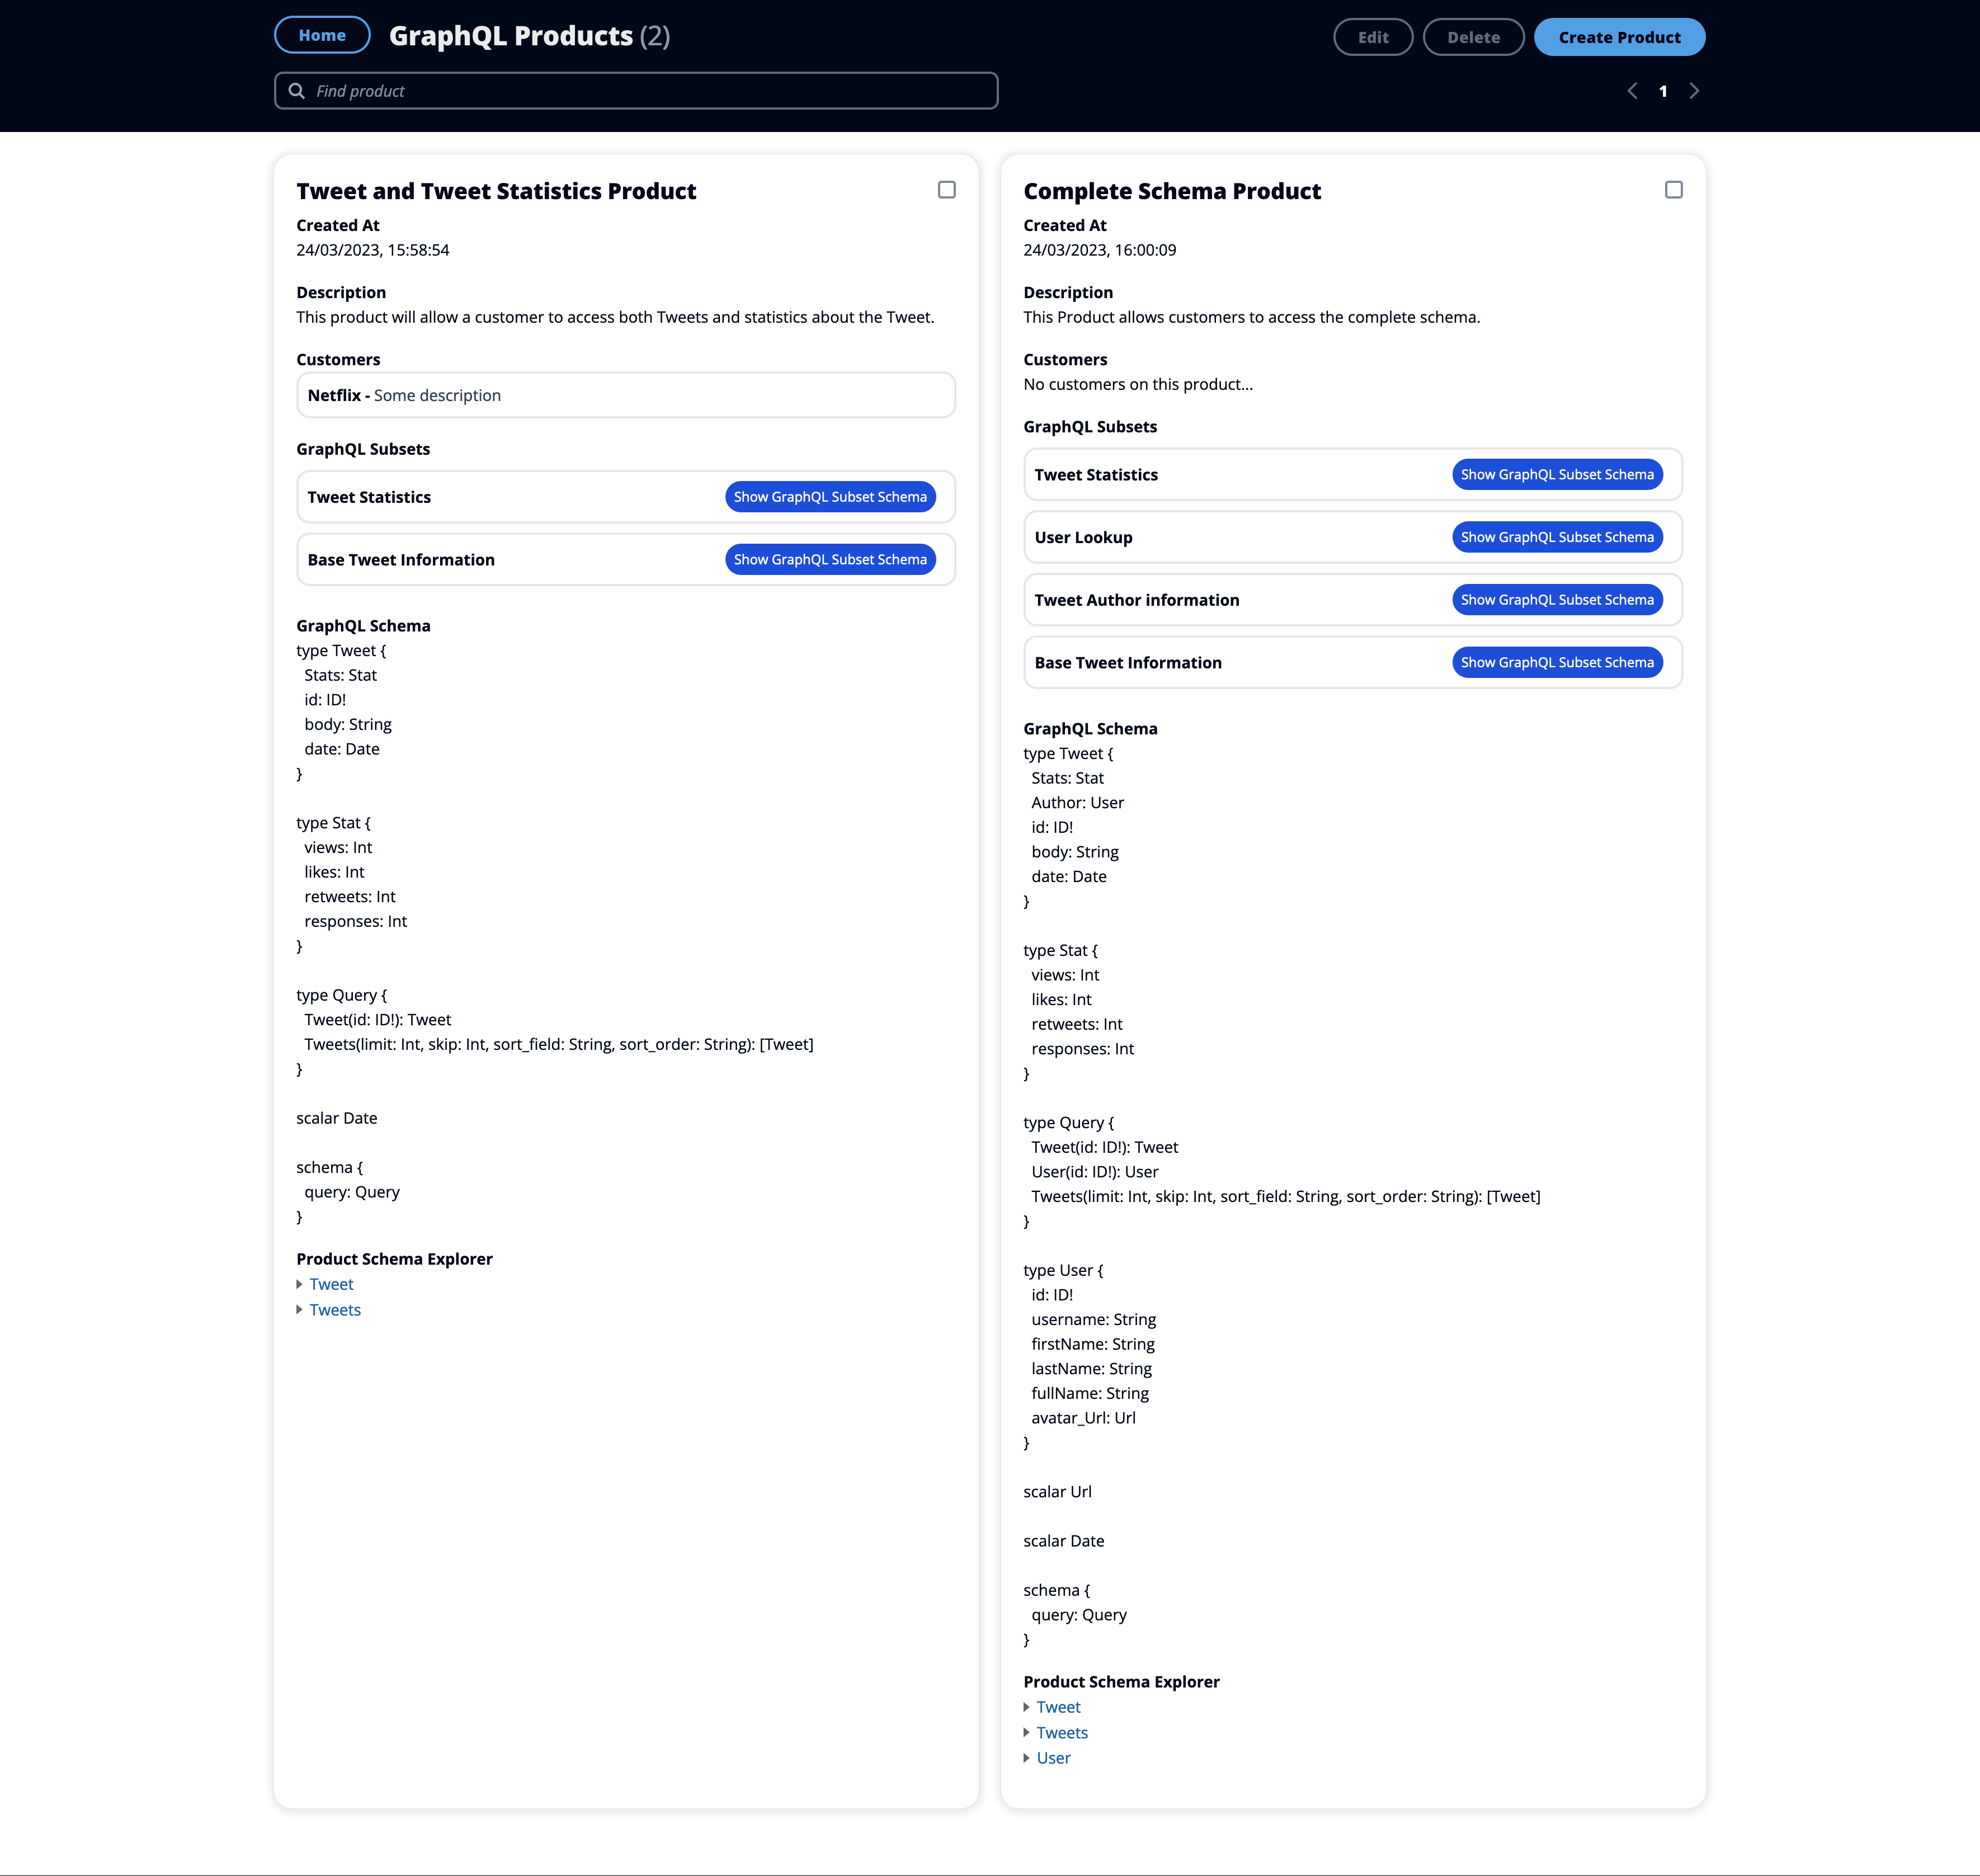 Home
GraphQL Products (2)
Edit
Delete
Create Product
Find product
1
Tweet and Tweet Statistics Product
Created At
24/03/2023, 15:58:54
Description
This product will allow a customer to access both Tweets and statistics about the Tweet.
Customers
Netflix - Some description
GraphQL Subsets
Tweet Statistics
Show GraphQL Subset Schema
Base Tweet Information
Show GraphQL Subset Schema
GraphQL Schema
type Tweet {
  Stats: Stat
  id: ID!
  body: String
  date: Date
}
type Stat {
  views: Int
  likes: Int
  retweets: Int
  responses: Int
}
type Query {
  Tweet(id: ID!): Tweet
  Tweets(limit: Int, skip: Int, sort_field: String, sort_order: String): [Tweet]
}
scalar Date
schema {
  query: Query
}
Product Schema Explorer
Tweet
Tweets
Complete Schema Product
Created At
24/03/2023, 16:00:09
Description
This Product allows customers to access the complete schema.
Customers
No customers on this product...
GraphQL Subsets
Tweet Statistics
Show GraphQL Subset Schema
User Lookup
Show GraphQL Subset Schema
Tweet Author information
Show GraphQL Subset Schema
Base Tweet Information
Show GraphQL Subset Schema
GraphQL Schema
type Tweet {
  Stats: Stat
  Author: User
  id: ID!
  body: String
  date: Date
}
type Stat {
  views: Int
  likes: Int
  retweets: Int
  responses: Int
}
type Query {
  Tweet(id: ID!): Tweet
  User(id: ID!): User
  Tweets(limit: Int, skip: Int, sort_field: String, sort_order: String): [Tweet]
}
type User {
  id: ID!
  username: String
  firstName: String
  lastName: String
  fullName: String
  avatar_Url: Url
}
scalar Url
scalar Date
schema {
  query: Query
}
Product Schema Explorer
Tweet
Tweets
User